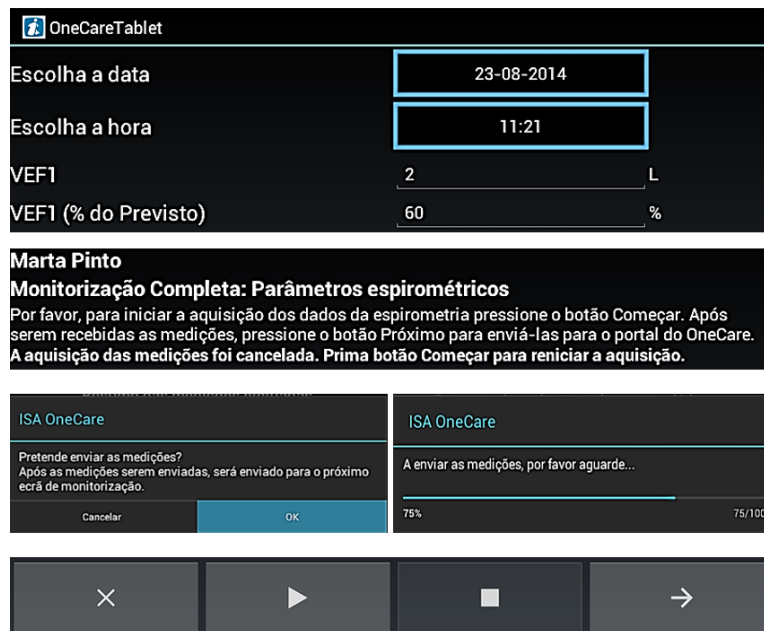 OneCareTablet
Escolha a data 23-08-2014
Escolha a hora 11:21
VEF1 2 L
VEF1 (% do Previsto) 60 %
Marta Pinto
Monitorização Completa: Parâmetros espirométricos
Por favor, para iniciar a aquisição dos dados da espirometria pressione o botão Começar. Após
serem recebidas as medições, pressione o botão Próximo para enviá-las para o portal do OneCare.
A aquisição das medições foi cancelada. Prima botão Começar para reniciar a aquisição.
ISA OneCare
Pretende enviar as medições?
Após as medições serem enviadas, será enviado para o próximo
ecrã de monitorização.
Cancelar OK
ISA OneCare
A enviar as medições, por favor aguarde...
75% 75/100